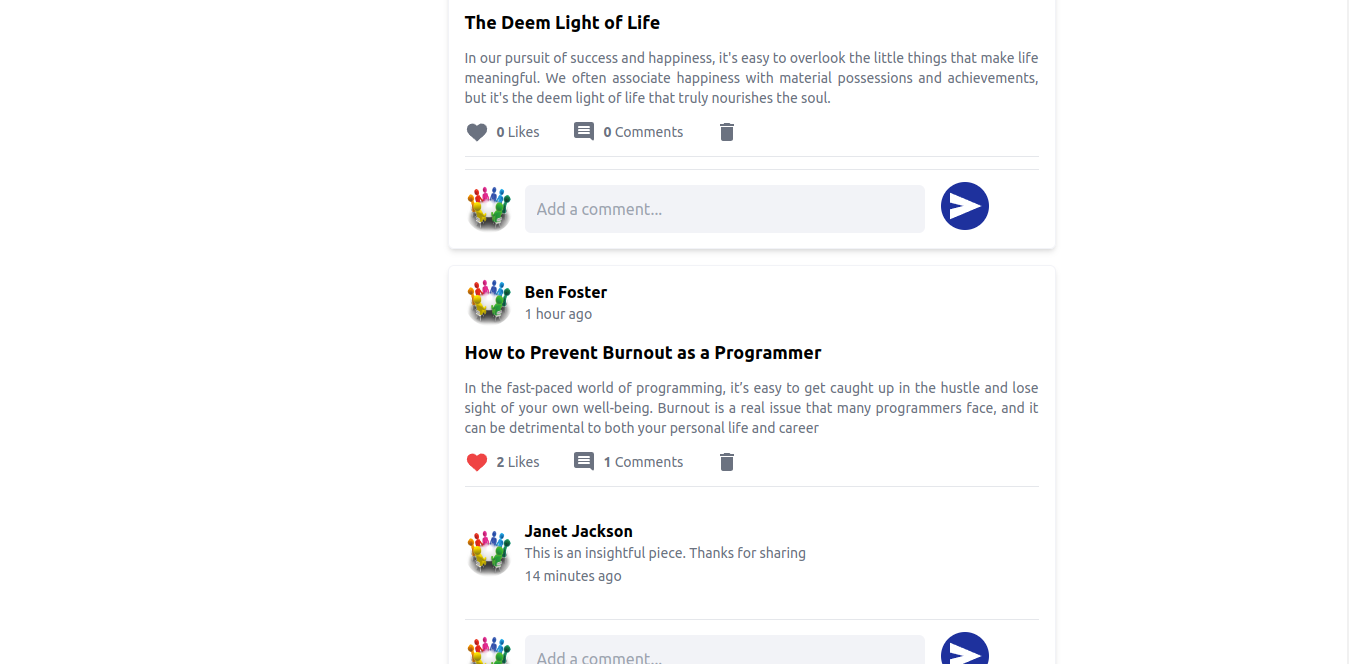 The Deem Light of Life
In our pursuit of success and happiness, it's easy to overlook the little things that make life
meaningful. We often associate happiness with material possessions and achievements,
but it's the deem light of life that truly nourishes the soul.
0 Likes 0 Comments
Add a comment...
Ben Foster
1 hour ago
How to Prevent Burnout as a Programmer
In the fast-paced world of programming, it’s easy to get caught up in the hustle and lose
sight of your own well-being. Burnout is a real issue that many programmers face, and it
can be detrimental to both your personal life and career
2 Likes 1 Comments
Janet Jackson
This is an insightful piece. Thanks for sharing
14 minutes ago
Add a comment...